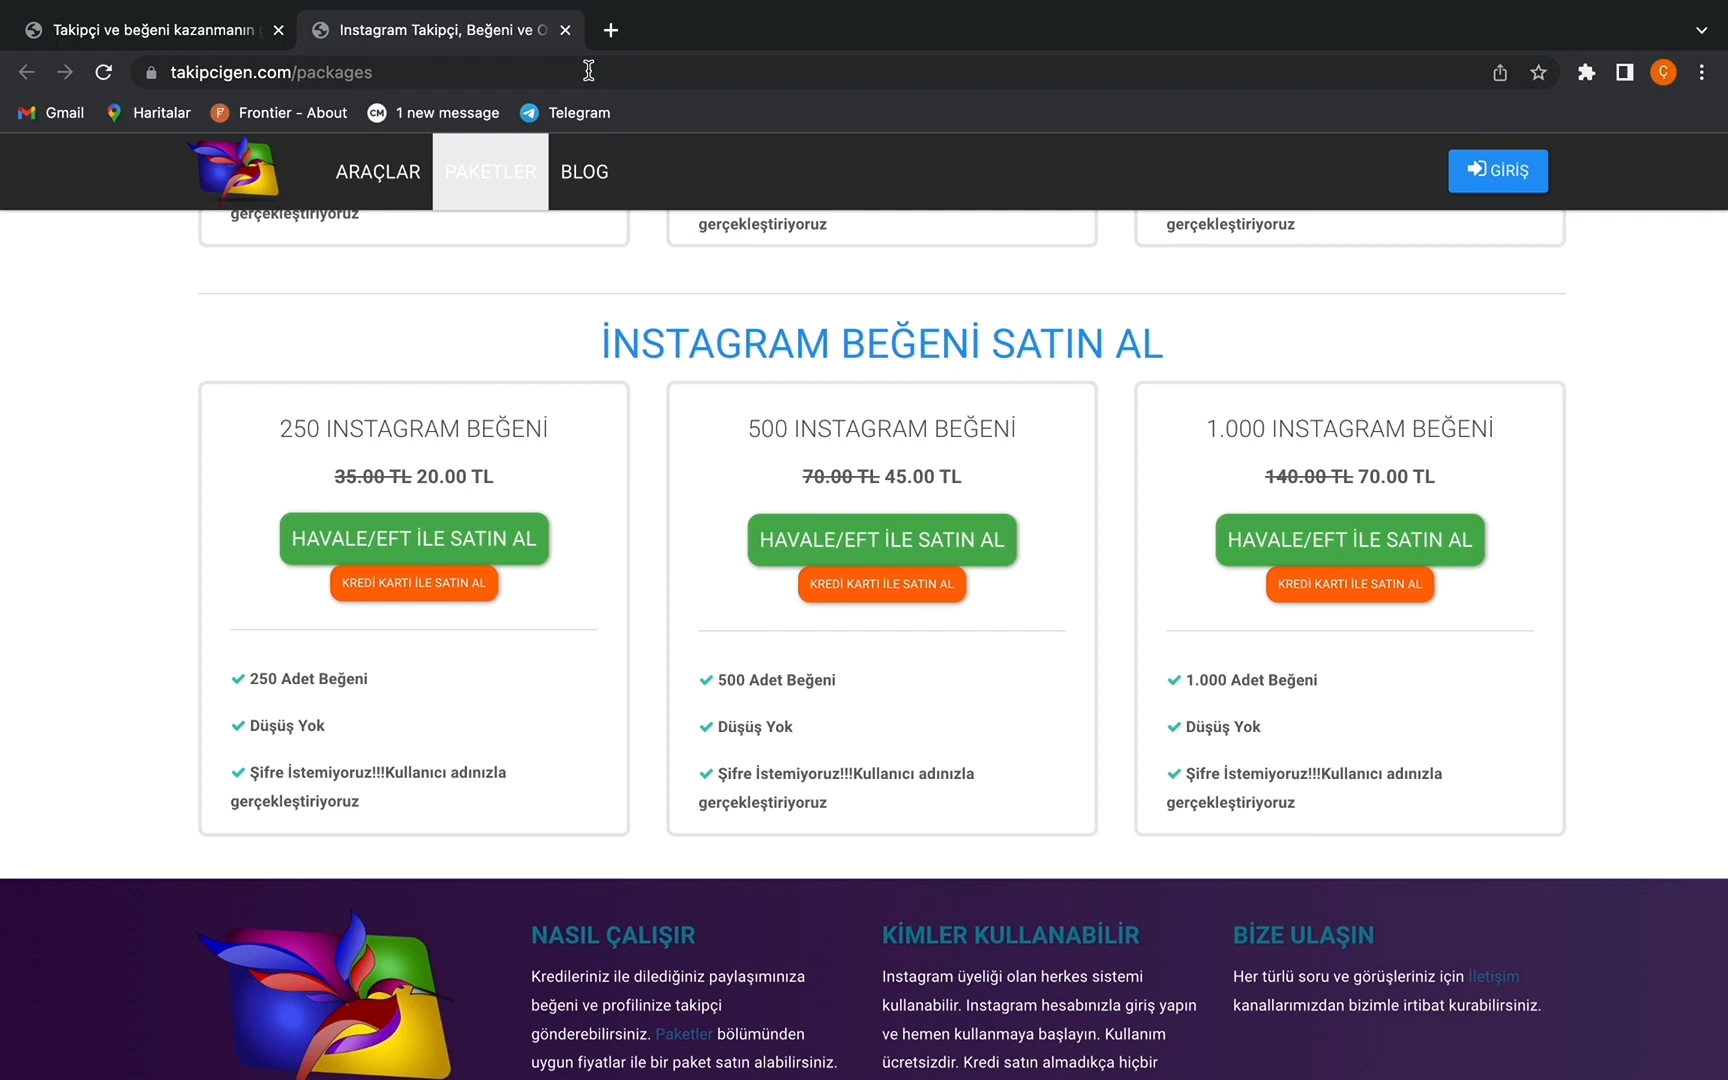 Takipçi ve beğeni kazanmanın
Instagram Takipçi, Beğeni ve O
takipcigen.com/packages
Ç
Gmail
Haritalar
F
Frontier - About
CM
1 new message
Telegram
ARAÇLAR
PAKETLER
BLOG
GİRİŞ
gerçekleştiriyoruz
gerçekleştiriyoruz
gerçekleştiriyoruz
İNSTAGRAM BEĞENİ SATIN AL
250 INSTAGRAM BEĞENİ
35.00 TL 20.00 TL
HAVALE/EFT İLE SATIN AL
KREDİ KARTI İLE SATIN AL
250 Adet Beğeni
Düşüş Yok
Şifre İstemiyoruz!!!Kullanıcı adınızla
gerçekleştiriyoruz
500 INSTAGRAM BEĞENİ
70.00 TL 45.00 TL
HAVALE/EFT İLE SATIN AL
KREDİ KARTI İLE SATIN AL
500 Adet Beğeni
Düşüş Yok
Şifre İstemiyoruz!!!Kullanıcı adınızla
gerçekleştiriyoruz
1.000 INSTAGRAM BEĞENİ
140.00 TL 70.00 TL
HAVALE/EFT İLE SATIN AL
KREDİ KARTI İLE SATIN AL
1.000 Adet Beğeni
Düşüş Yok
Şifre İstemiyoruz!!!Kullanıcı adınızla
gerçekleştiriyoruz
NASIL ÇALIŞIR
Kredileriniz ile dilediğiniz paylaşımınıza
beğeni ve profilinize takipçi
gönderebilirsiniz. Paketler bölümünden
uygun fiyatlar ile bir paket satın alabilirsiniz.
KİMLER KULLANABİLİR
Instagram üyeliği olan herkes sistemi
kullanabilir. Instagram hesabınızla giriş yapın
ve hemen kullanmaya başlayın. Kullanım
ücretsizdir. Kredi satın almadıkça hiçbir
BİZE ULAŞIN
Her türlü soru ve görüşleriniz için İletişim
kanallarımızdan bizimle irtibat kurabilirsiniz.